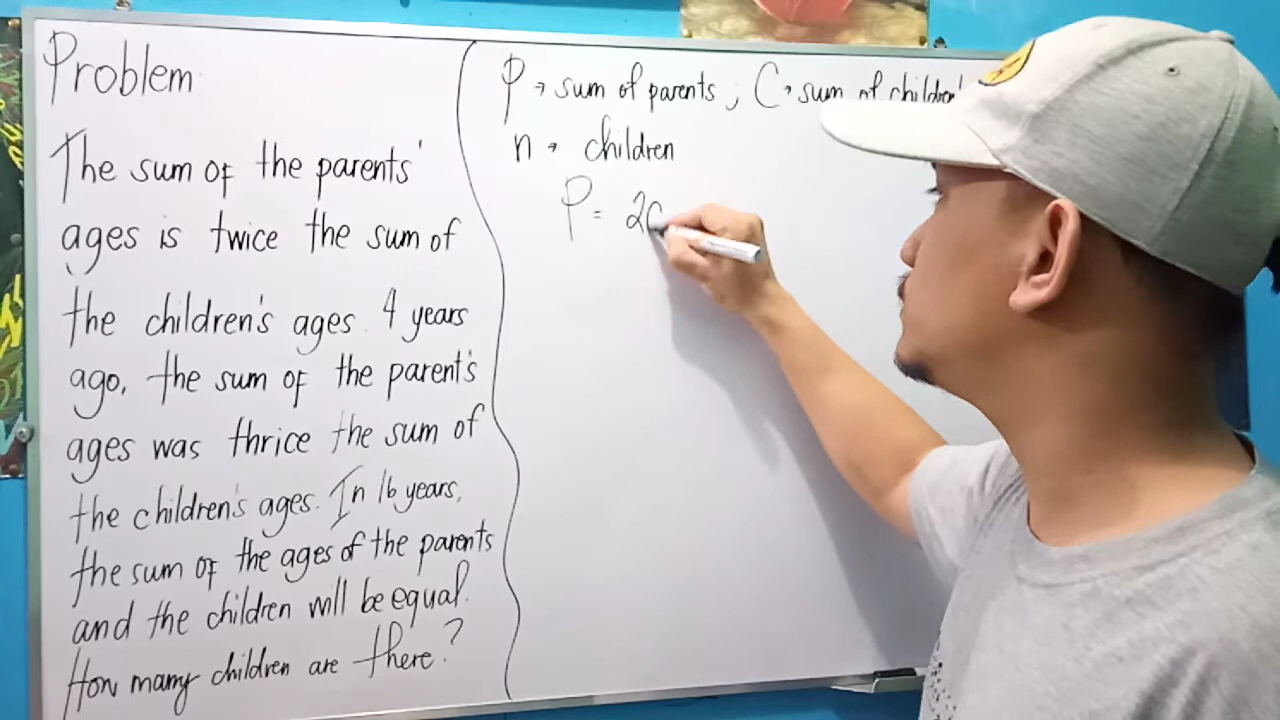 Problem
The sum of the parents'
ages is twice the sum of
the children's ages. 4 years
ago, the sum of the parent's
ages was thrice the sum of
the children's ages. In 16 years,
the sum of the ages of the parents
and the children will be equal.
How many children are there?
P → sum of parents ; C → sum of children
n → children
P = 2C